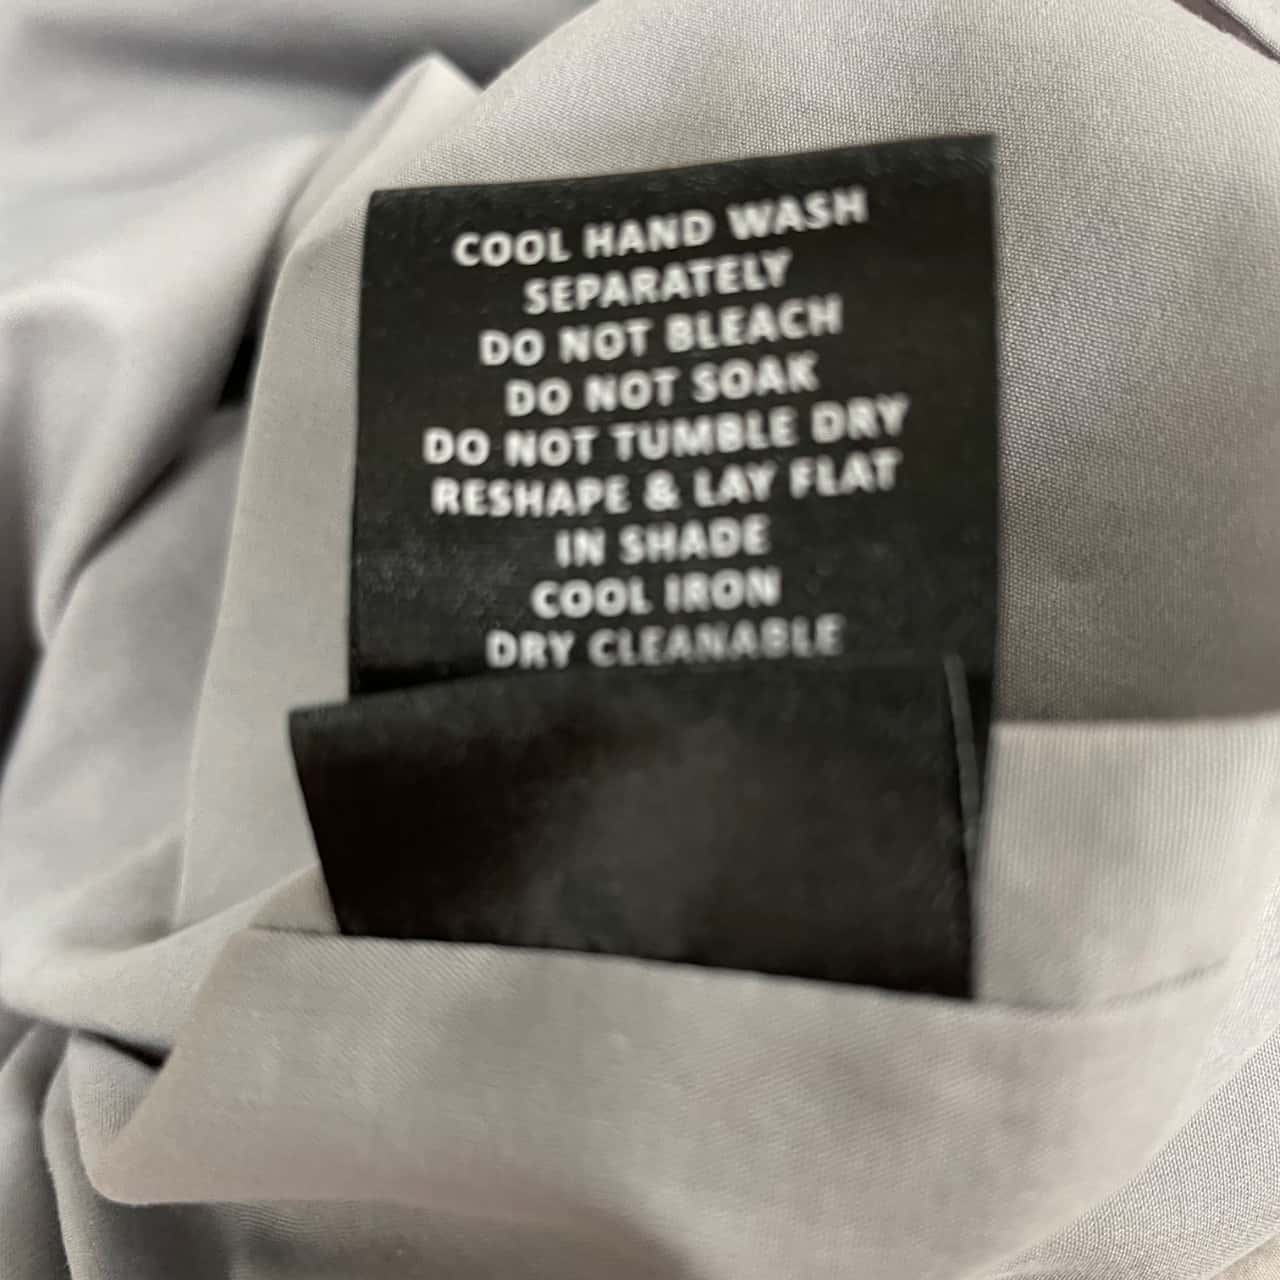 COOL HAND WASH
SEPARATELY
DO NOT BLEACH
DO NOT SOAK
DO NOT TUMBLE DRY
RESHAPE & LAY FLAT
IN SHADE
COOL IRON
DRY CLEANABLE